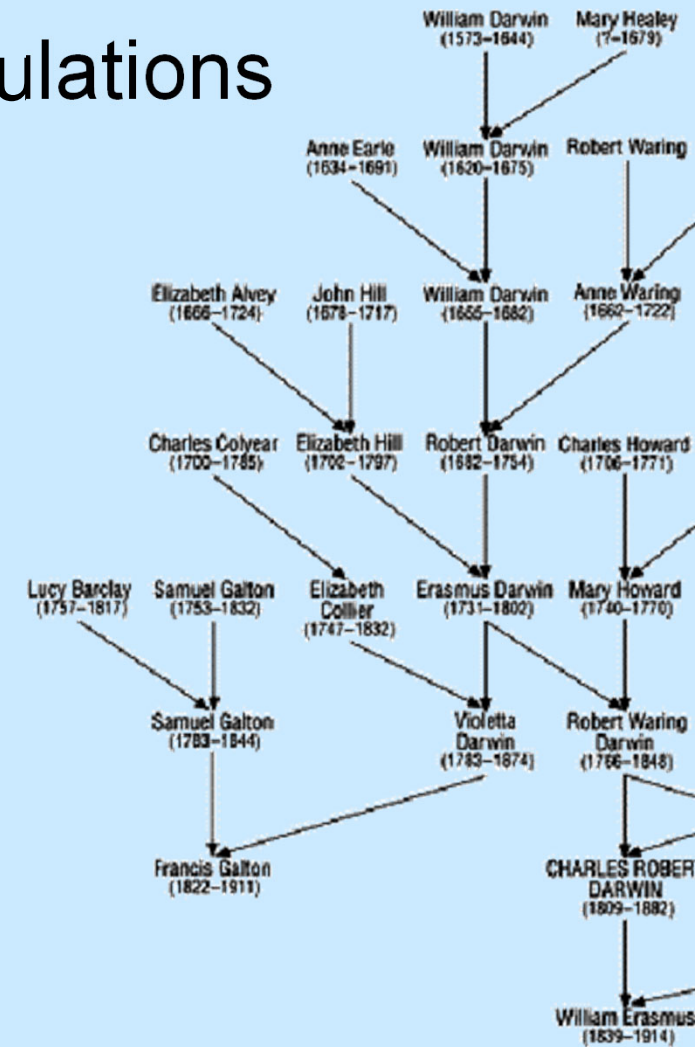 ulations
William Darwin
(1573–1644)
Mary Healey
(?–1679)
Anne Earle
(1634–1691)
William Darwin
(1620–1675)
Robert Waring
Elizabeth Alvey
(1666–1724)
John Hill
(1678–1717)
William Darwin
(1655–1682)
Anne Waring
(1662–1722)
Charles Colyear
(1700–1785)
Elizabeth Hill
(1702–1797)
Robert Darwin
(1682–1754)
Charles Howard
(1706–1771)
Lucy Barclay
(1757–1817)
Samuel Galton
(1753–1832)
Elizabeth
Collier
(1747–1832)
Erasmus Darwin
(1731–1802)
Mary Howard
(1740–1770)
Samuel Galton
(1783–1844)
Violetta
Darwin
(1783–1874)
Robert Waring
Darwin
(1766–1848)
Francis Galton
(1822–1911)
CHARLES ROBERT
DARWIN
(1809–1882)
William Erasmus
(1839–1914)